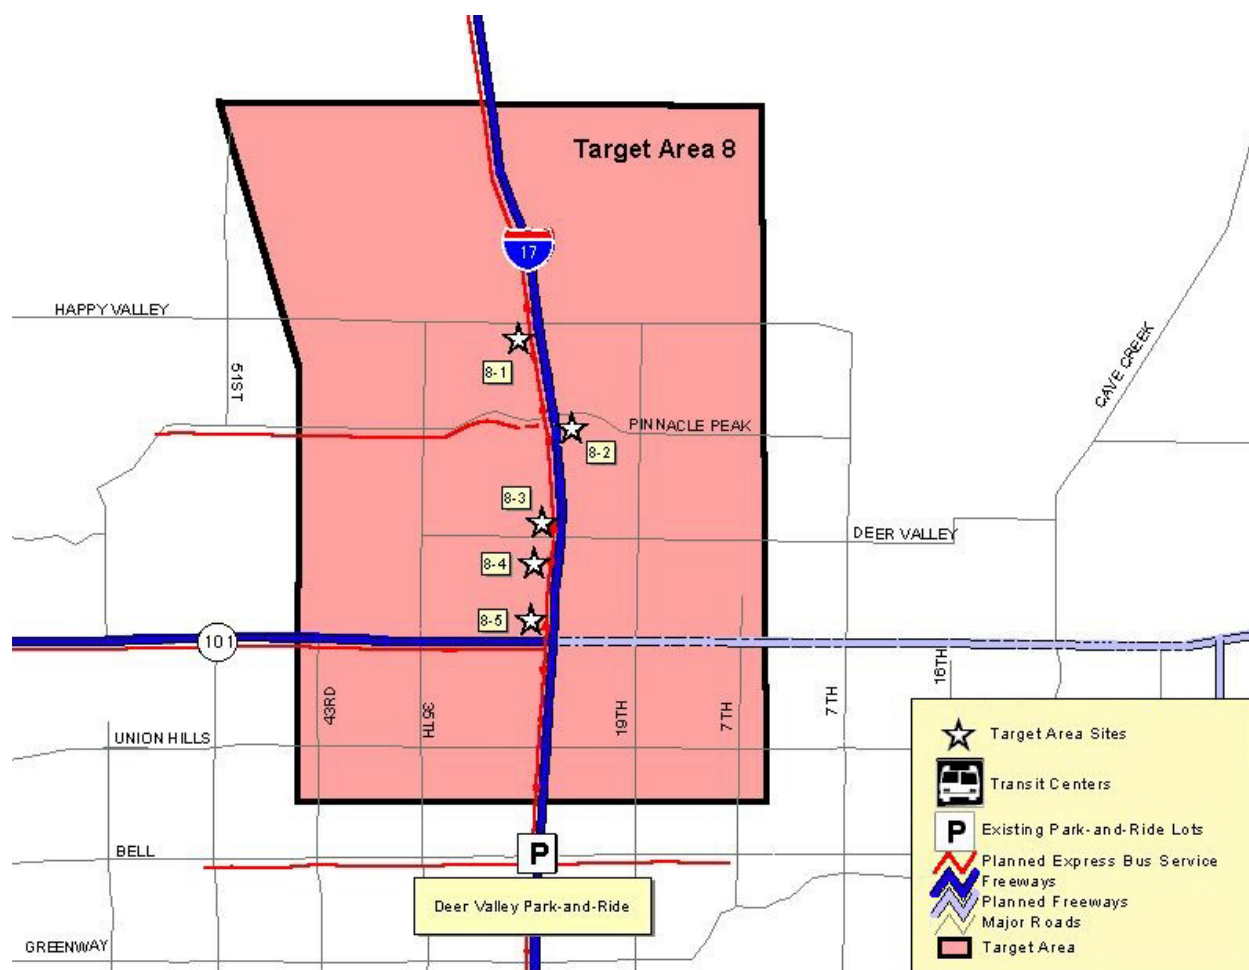 Target Area 8
17
HAPPY VALLEY
51ST
8-1
CAVE CREEK
PINNACLE PEAK
8-2
8-3
DEER VALLEY
8-4
8-5
101
43RD
35TH
19TH
7TH
7TH
16TH
UNION HILLS
BELL
P
Deer Valley Park-and-Ride
GREENWAY
Target Area Sites
Transit Centers
P
Existing Park-and-Ride Lots
Planned Express Bus Service
Freeways
Planned Freeways
Major Roads
Target Area